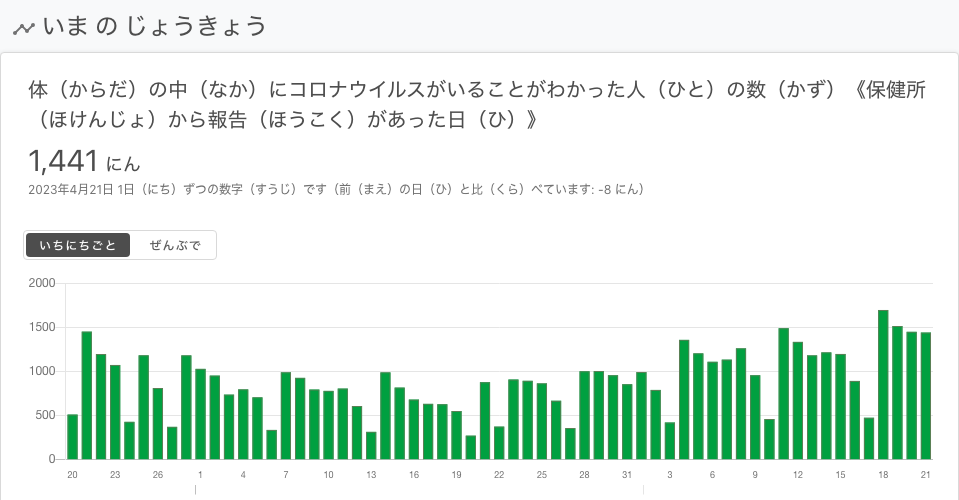 いま の じょうきょう
体（からだ）の中（なか）にコロナウイルスがいることがわかった人（ひと）の数（かず）《保健所
（ほけんじょ）から報告（ほうこく）があった日（ひ）》
1,441 にん
2023年4月21日 1日（にち）ずつの数字（すうじ）です（前（まえ）の日（ひ）と比（くら）べています: -8 にん）
いちにちごと ぜんぶで
2000
1500
1000
500
0
20 23 26 1 4 7 10 13 16 19 22 25 28 31 3 6 9 12 15 18 21